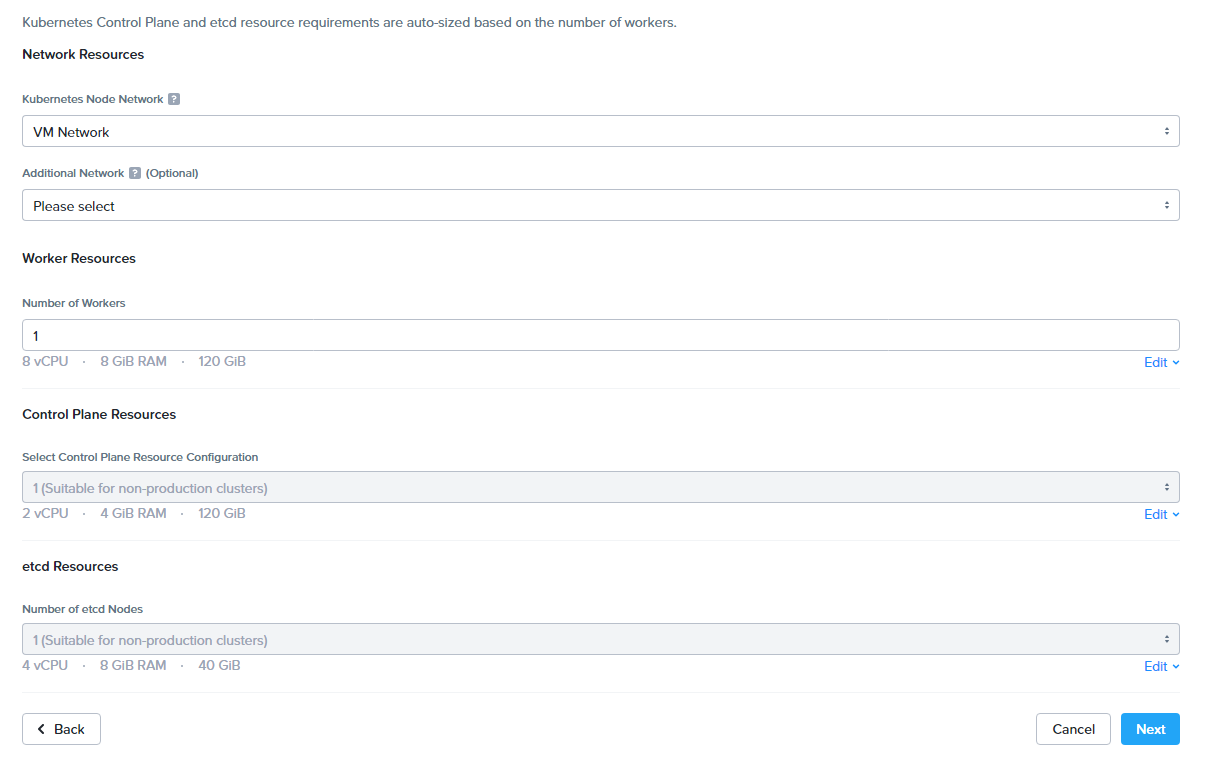 Kubernetes Control Plane and etcd resource requirements are auto-sized based on the number of workers.
Network Resources
Kubernetes Node Network ?
VM Network
Additional Network ? (Optional)
Please select
Worker Resources
Number of Workers
1
8 vCPU · 8 GiB RAM · 120 GiB Edit
Control Plane Resources
Select Control Plane Resource Configuration
1 (Suitable for non-production clusters)
2 vCPU · 4 GiB RAM · 120 GiB Edit
etcd Resources
Number of etcd Nodes
1 (Suitable for non-production clusters)
4 vCPU · 8 GiB RAM · 40 GiB Edit
Back Cancel Next